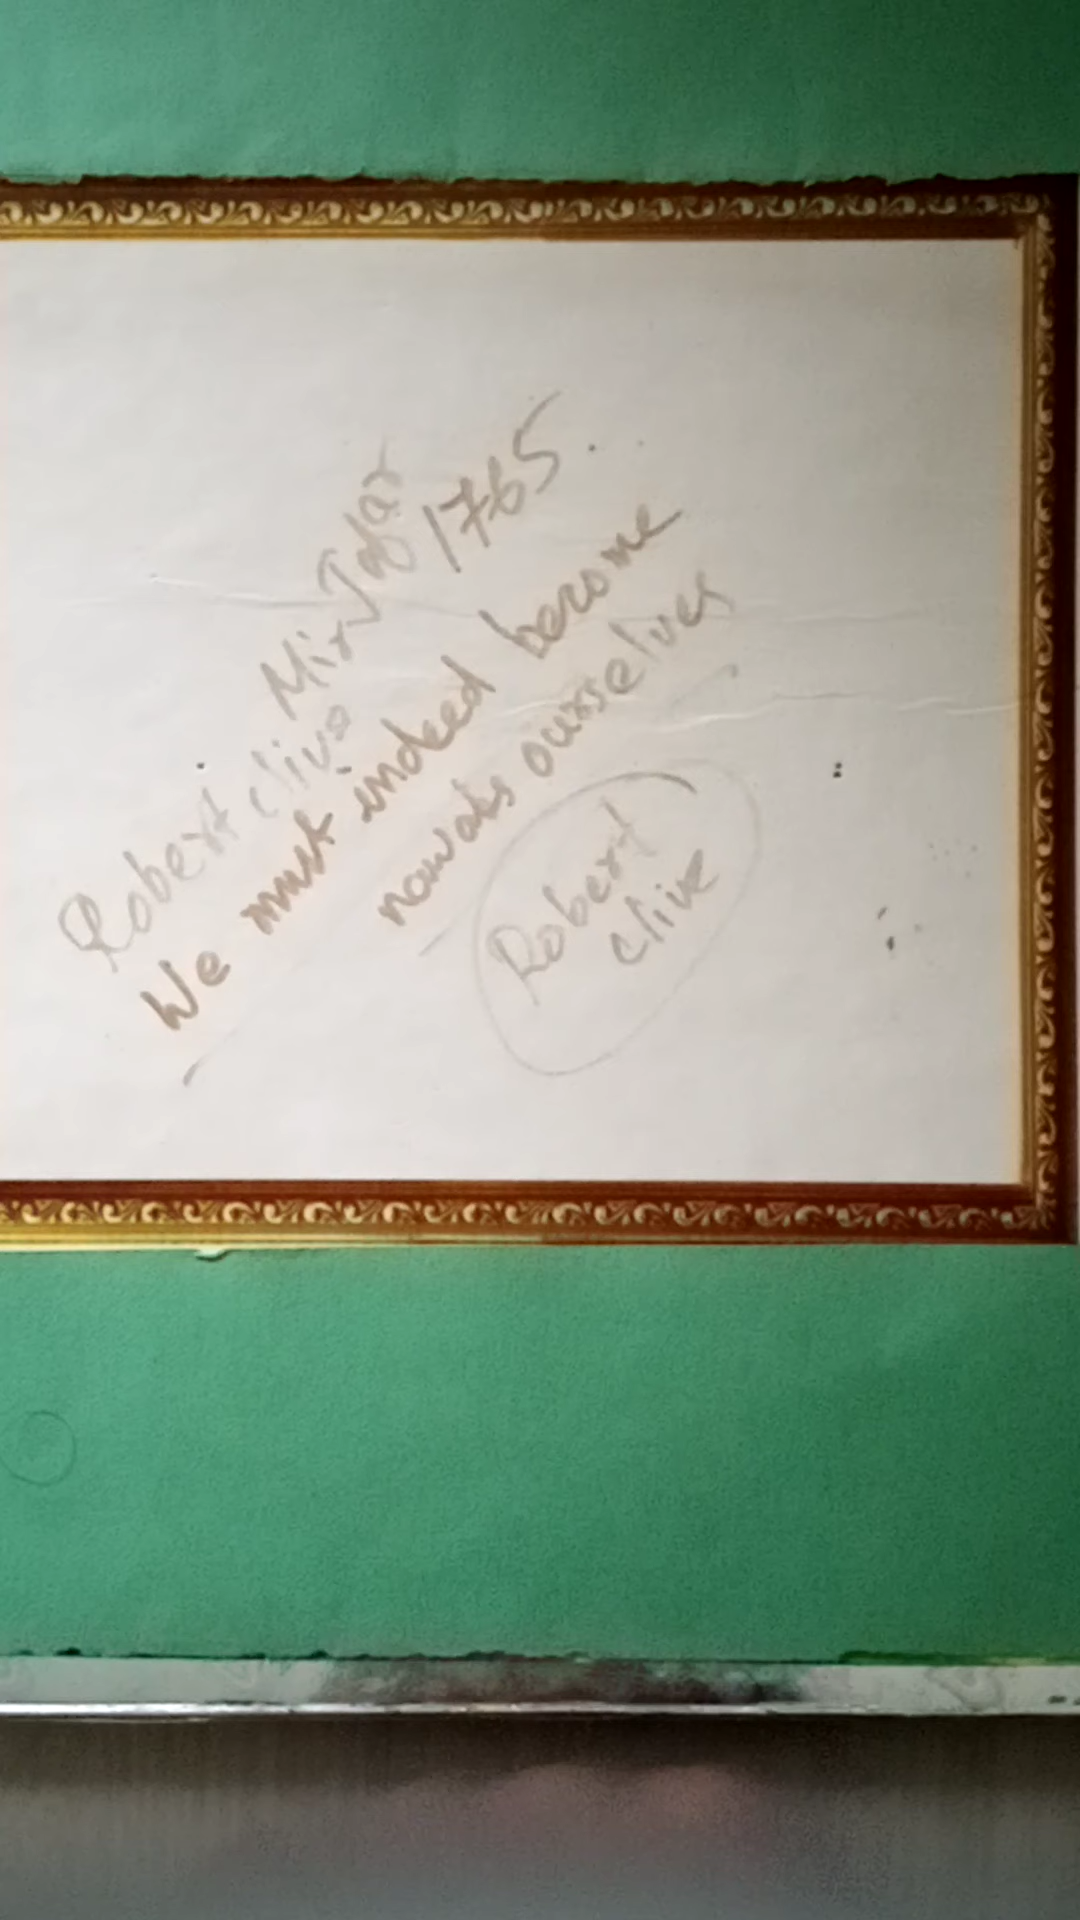 Mir Jafar
Robert clive 1765.
We must indeed become
nawabs ourselves
Robert
clive